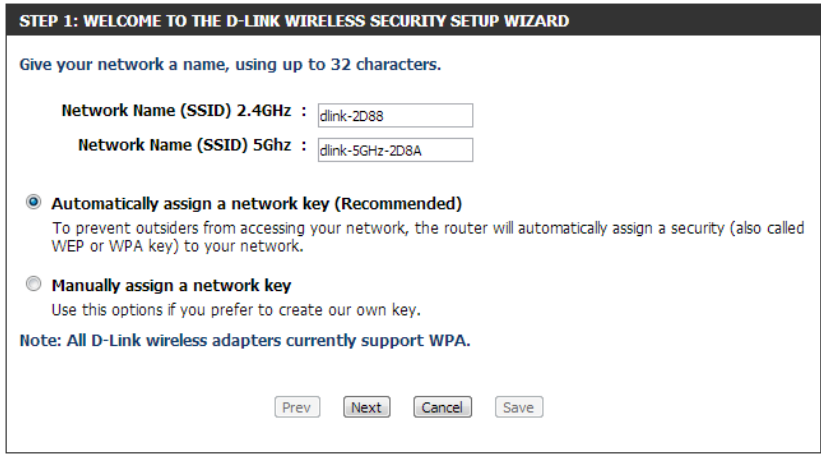 STEP 1: WELCOME TO THE D-LINK WIRELESS SECURITY SETUP WIZARD
Give your network a name, using up to 32 characters.
Network Name (SSID) 2.4GHz : dlink-2D88
Network Name (SSID) 5Ghz : dlink-5GHz-2D8A
Automatically assign a network key (Recommended)
To prevent outsiders from accessing your network, the router will automatically assign a security (also called
WEP or WPA key) to your network.
Manually assign a network key
Use this options if you prefer to create our own key.
Note: All D-Link wireless adapters currently support WPA.
Prev Next Cancel Save